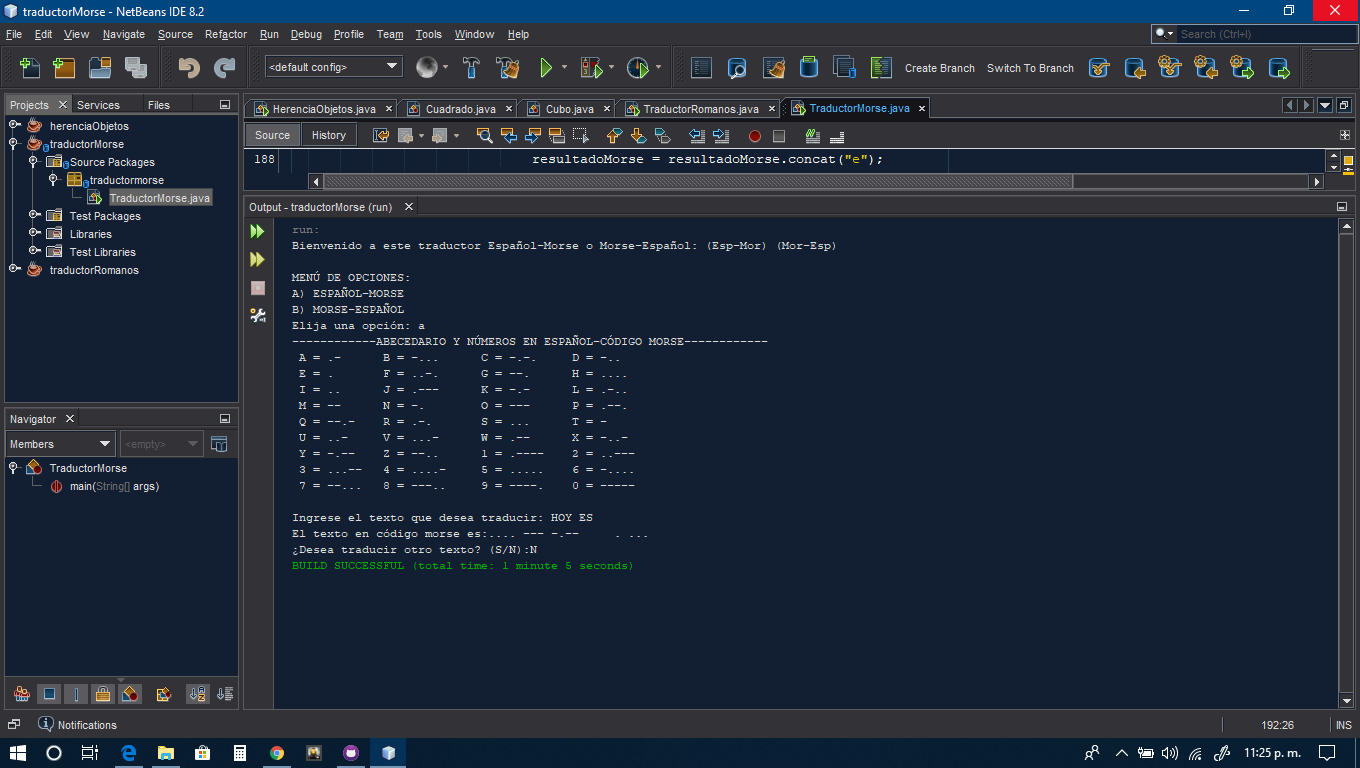 traductorMorse - NetBeans IDE 8.2
File Edit View Navigate Source Refactor Run Debug Profile Team Tools Window Help
Search (Ctrl+I)
<default config>
Create Branch Switch To Branch
Projects Services Files
herenciaObjetos
traductorMorse
Source Packages
traductormorse
TraductorMorse.java
Test Packages
Libraries
Test Libraries
traductorRomanos
HerenciaObjetos.java Cuadrado.java Cubo.java TraductorRomanos.java TraductorMorse.java
Source History
188 resultadoMorse = resultadoMorse.concat("e");
Output - traductorMorse (run)
run:
Bienvenido a este traductor Español-Morse o Morse-Español: (Esp-Mor) (Mor-Esp)
MENÚ DE OPCIONES:
A) ESPAÑOL-MORSE
B) MORSE-ESPAÑOL
Elija una opción: a
------------ABECEDARIO Y NÚMEROS EN ESPAÑOL-CÓDIGO MORSE------------
A = .- B = -... C = -.-. D = -..
E = . F = ..-. G = --. H = ....
I = .. J = .--- K = -.- L = .-..
M = -- N = -. O = --- P = .--.
Q = --.- R = .-. S = ... T = -
U = ..- V = ...- W = .-- X = -..-
Y = -.-- Z = --.. 1 = .---- 2 = ..---
3 = ...-- 4 = ....- 5 = ..... 6 = -....
7 = --... 8 = ---.. 9 = ----. 0 = -----
Ingrese el texto que desea traducir: HOY ES
El texto en código morse es:.... --- -.--     . ...
¿Desea traducir otro texto? (S/N):N
BUILD SUCCESSFUL (total time: 1 minute 5 seconds)
Navigator
Members <empty>
TraductorMorse
main(String[] args)
Notifications
192:26 INS
11:25 p. m.